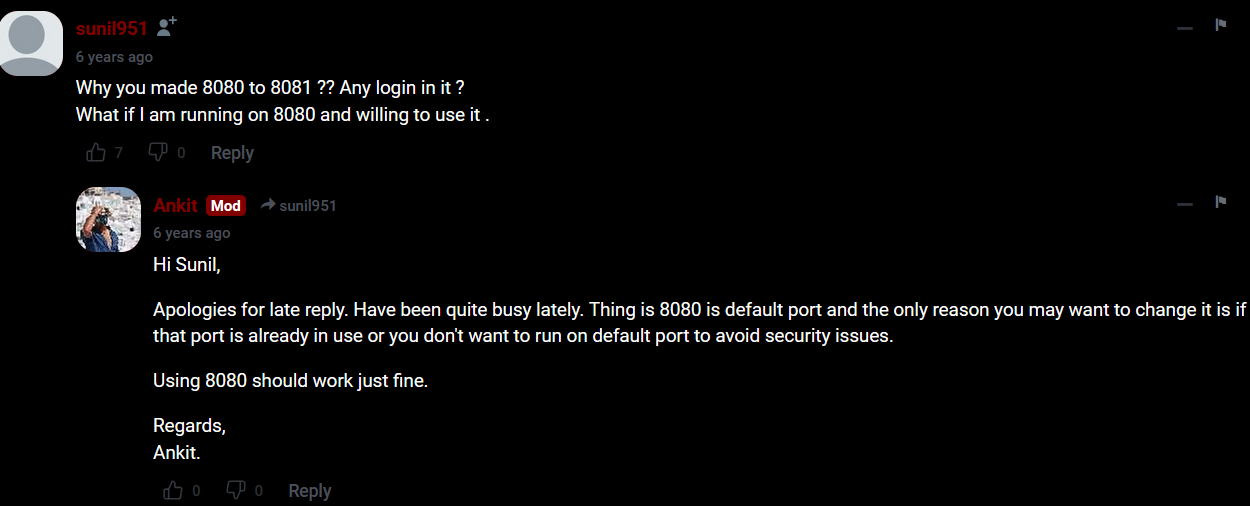 sunil951
6 years ago
Why you made 8080 to 8081 ?? Any login in it ?
What if I am running on 8080 and willing to use it .
7 0 Reply
Ankit Mod sunil951
6 years ago
Hi Sunil,
Apologies for late reply. Have been quite busy lately. Thing is 8080 is default port and the only reason you may want to change it is if
that port is already in use or you don't want to run on default port to avoid security issues.
Using 8080 should work just fine.
Regards,
Ankit.
0 0 Reply